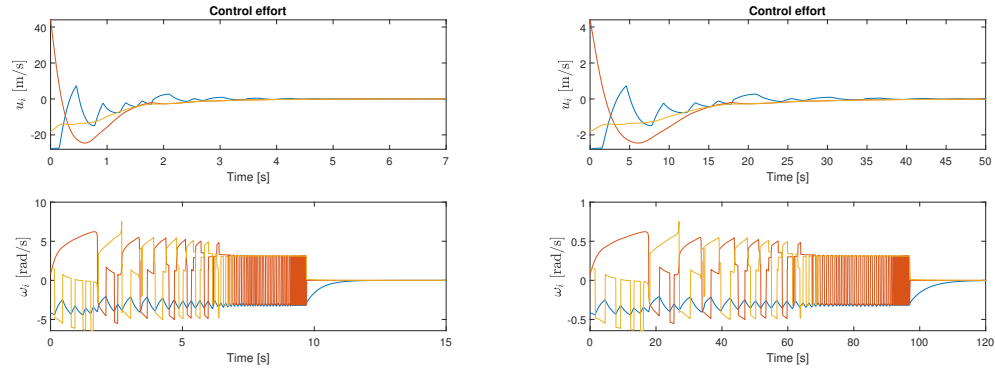 Control effort
40
20
0
-20
u_i [m/s]
0 1 2 3 4 5 6 7
Time [s]
10
5
0
-5
ω_i [rad/s]
0 5 10 15
Time [s]
Control effort
4
2
0
-2
u_i [m/s]
0 5 10 15 20 25 30 35 40 45 50
Time [s]
1
0.5
0
-0.5
ω_i [rad/s]
0 20 40 60 80 100 120
Time [s]